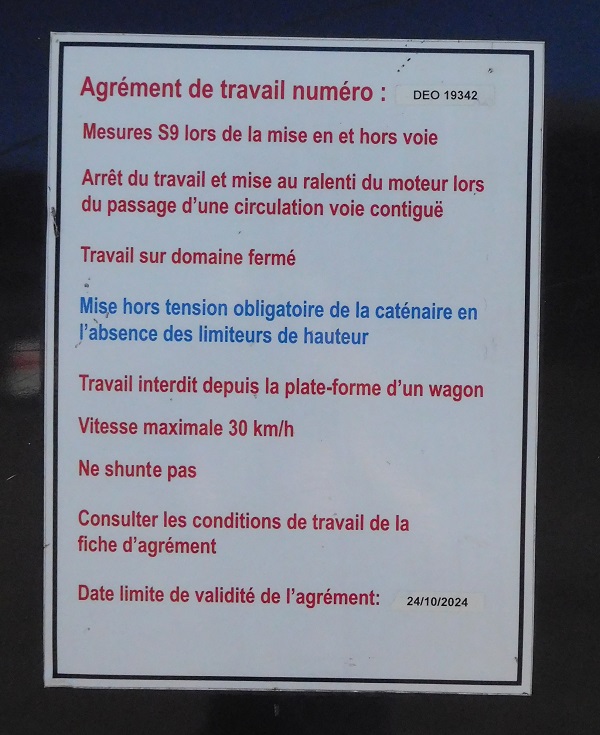 Agrément de travail numéro : DEO 19342
Mesures S9 lors de la mise en et hors voie
Arrêt du travail et mise au ralenti du moteur lors
du passage d'une circulation voie contiguë
Travail sur domaine fermé
Mise hors tension obligatoire de la caténaire en
l'absence des limiteurs de hauteur
Travail interdit depuis la plate-forme d'un wagon
Vitesse maximale 30 km/h
Ne shunte pas
Consulter les conditions de travail de la
fiche d'agrément
Date limite de validité de l'agrément: 24/10/2024